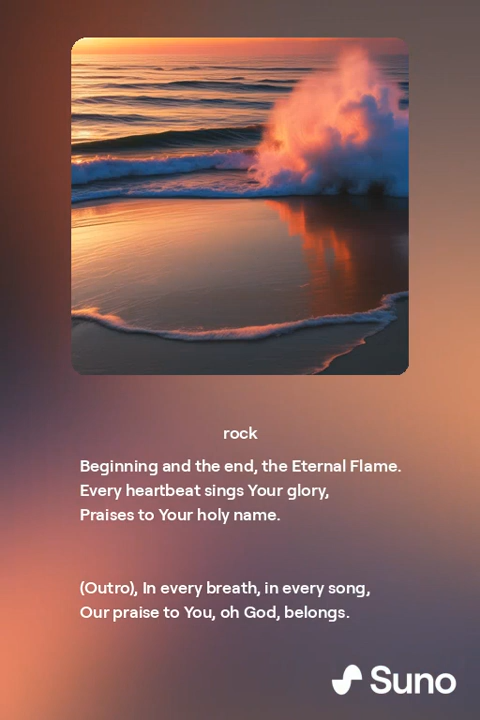 rock
Beginning and the end, the Eternal Flame.
Every heartbeat sings Your glory,
Praises to Your holy name.
(Outro), In every breath, in every song,
Our praise to You, oh God, belongs.
Suno